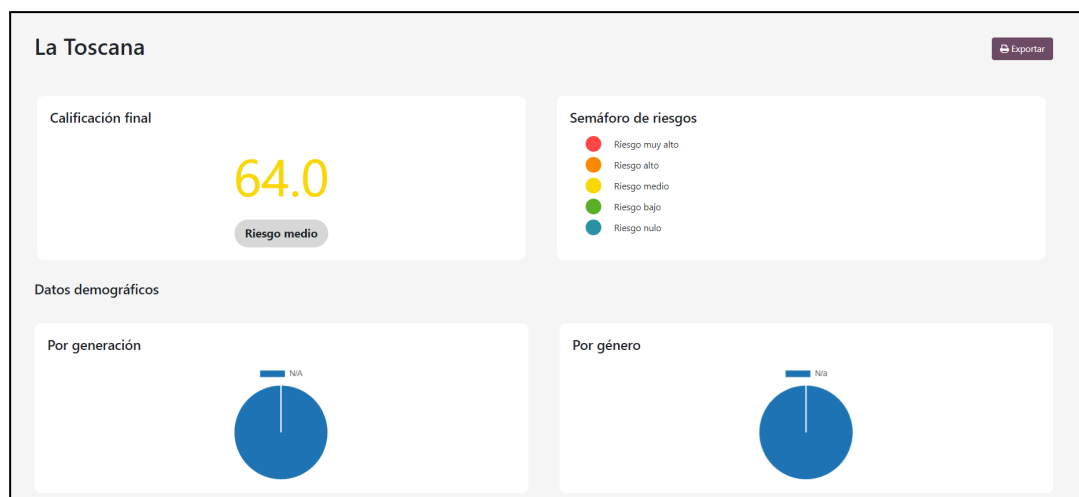 La Toscana
Exportar
Calificación final
64.0
Riesgo medio
Semáforo de riesgos
Riesgo muy alto
Riesgo alto
Riesgo medio
Riesgo bajo
Riesgo nulo
Datos demográficos
Por generación
N/A
Por género
N/a